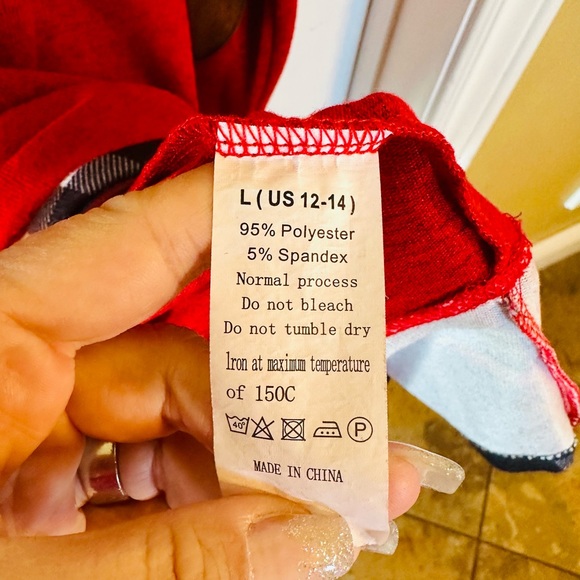 L ( US 12-14 )
95% Polyester
5% Spandex
Normal process
Do not bleach
Do not tumble dry
Iron at maximum temperature
of 150C
40° P
MADE IN CHINA